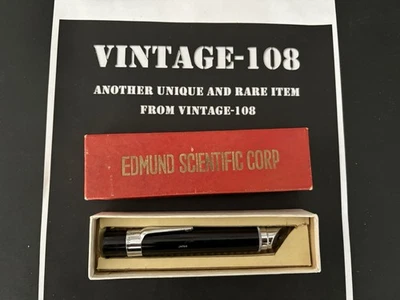 VINTAGE-108
ANOTHER UNIQUE AND RARE ITEM
FROM VINTAGE-108
EDMUND SCIENTIFIC CORP